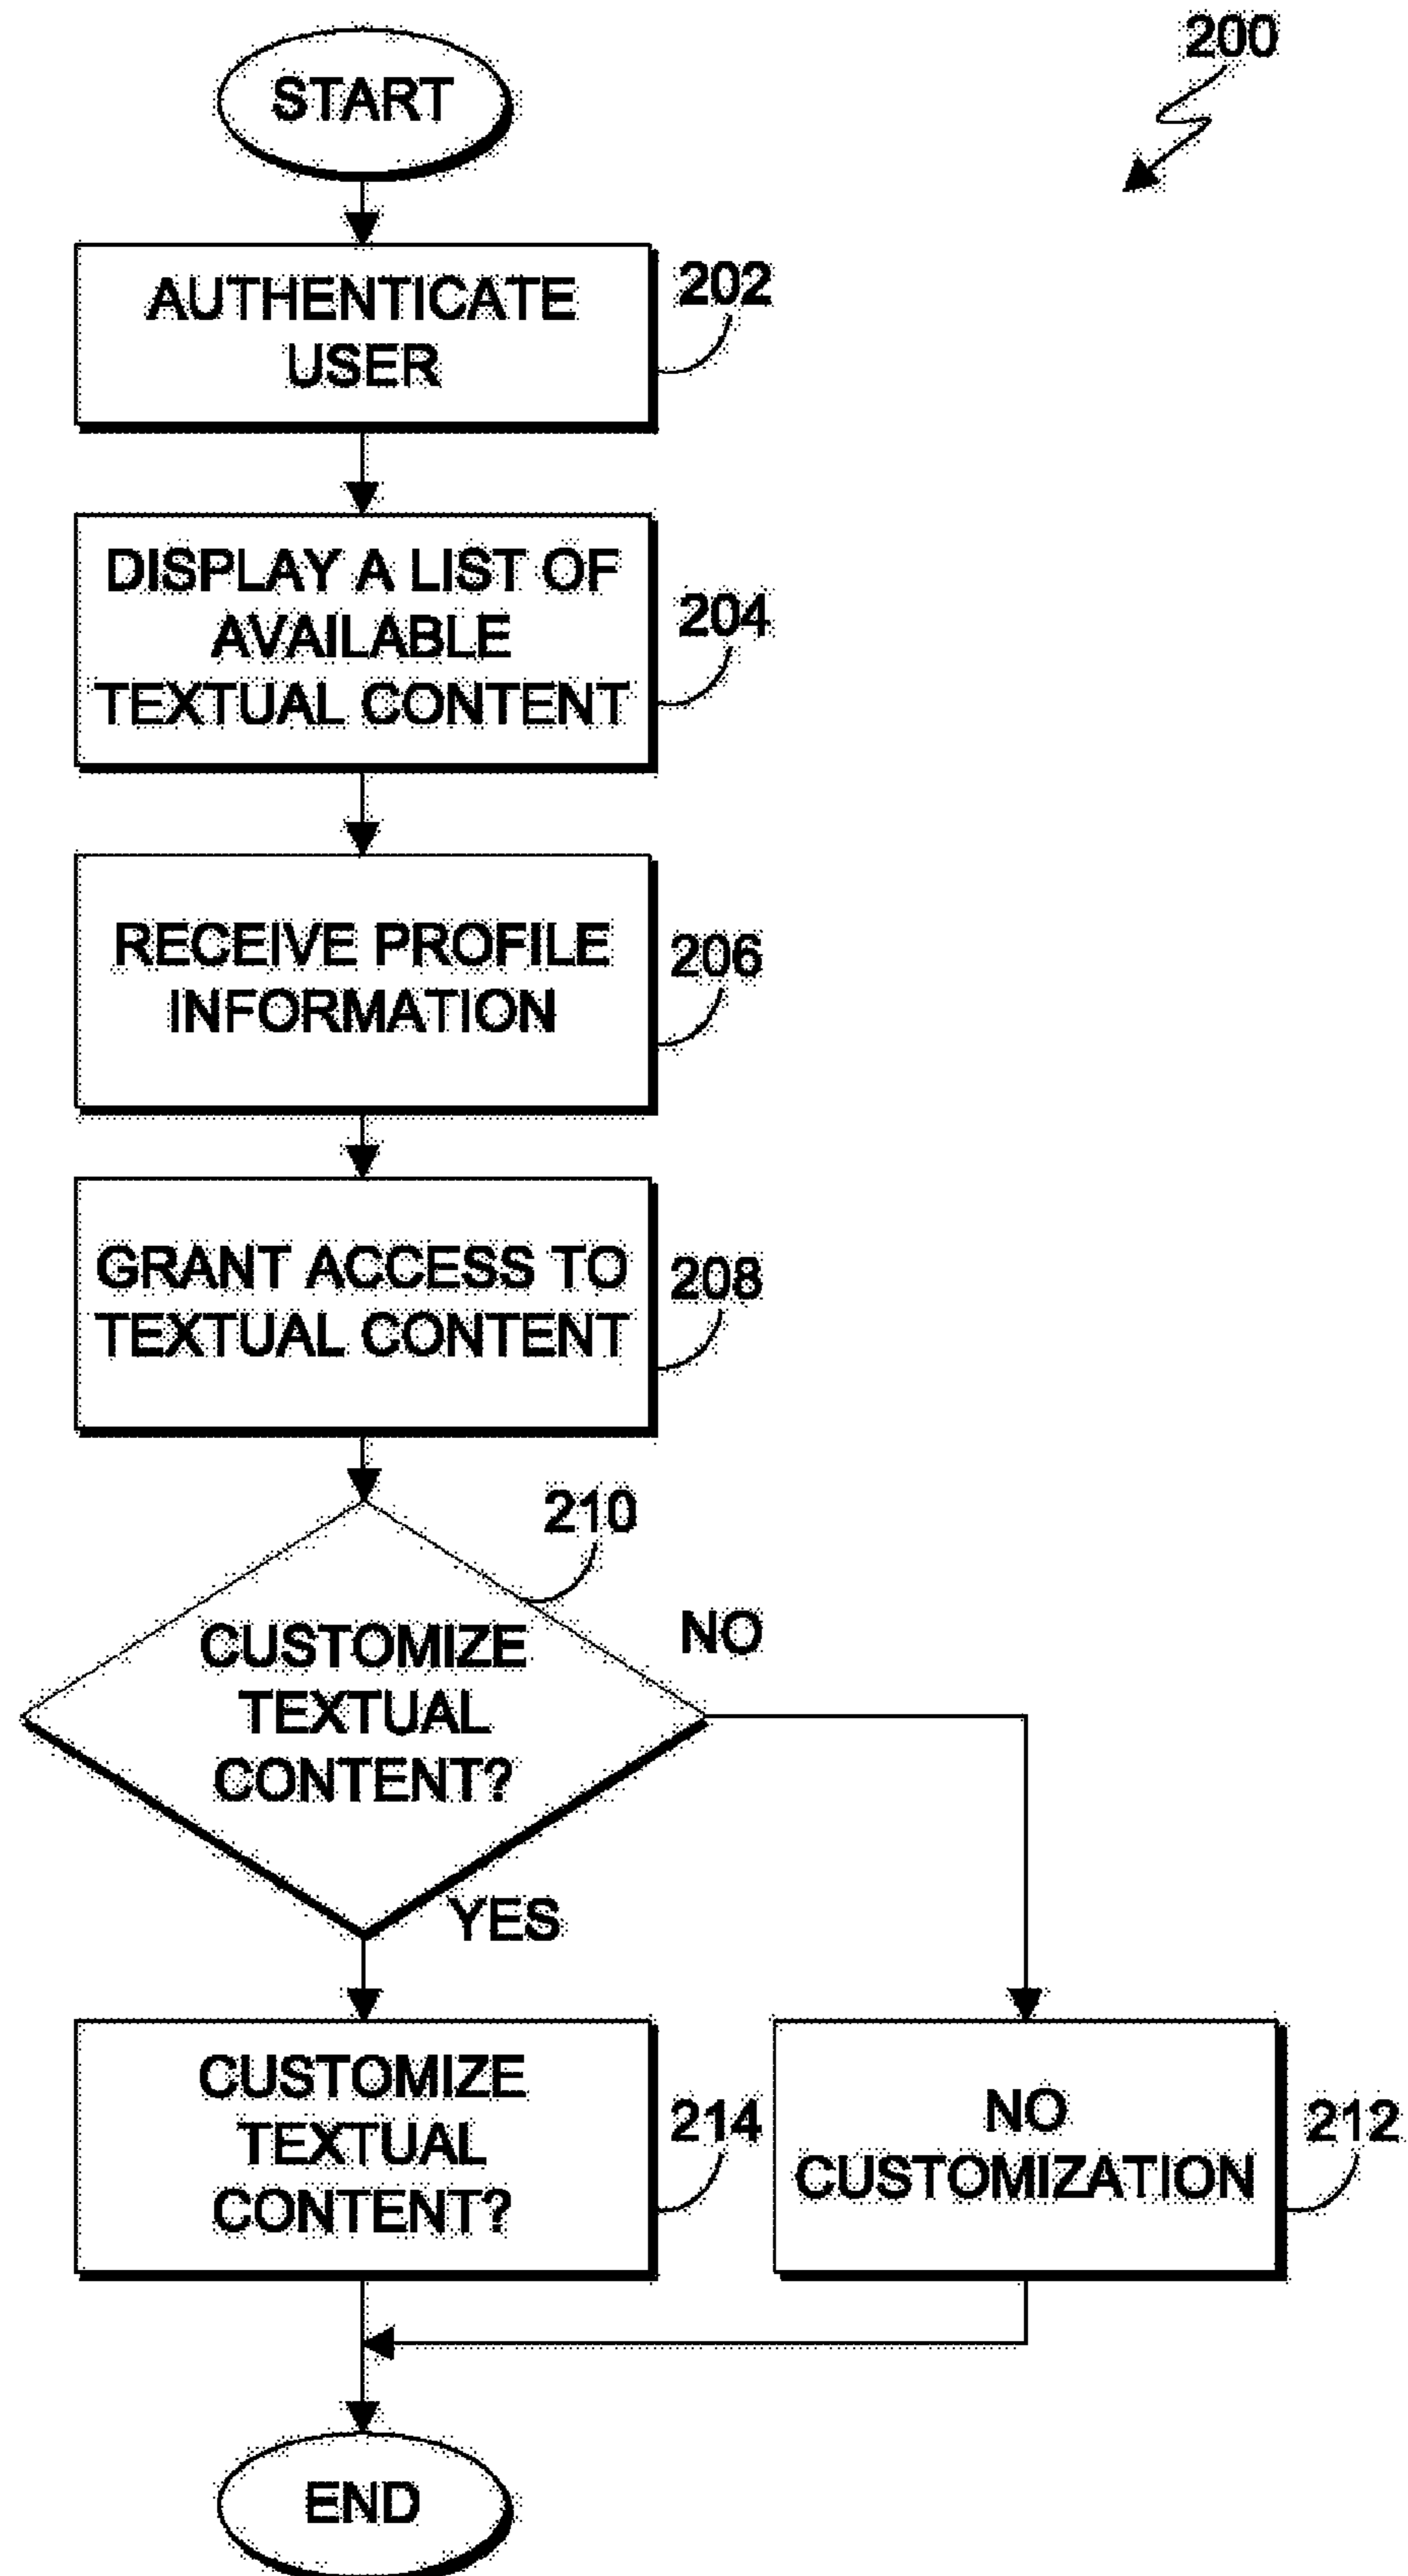 200
START
AUTHENTICATE
USER
202
DISPLAY A LIST OF
AVAILABLE
TEXTUAL CONTENT
204
RECEIVE PROFILE
INFORMATION
206
GRANT ACCESS TO
TEXTUAL CONTENT
208
210
CUSTOMIZE
TEXTUAL
CONTENT?
NO
YES
CUSTOMIZE
TEXTUAL
CONTENT?
214
NO
CUSTOMIZATION
212
END